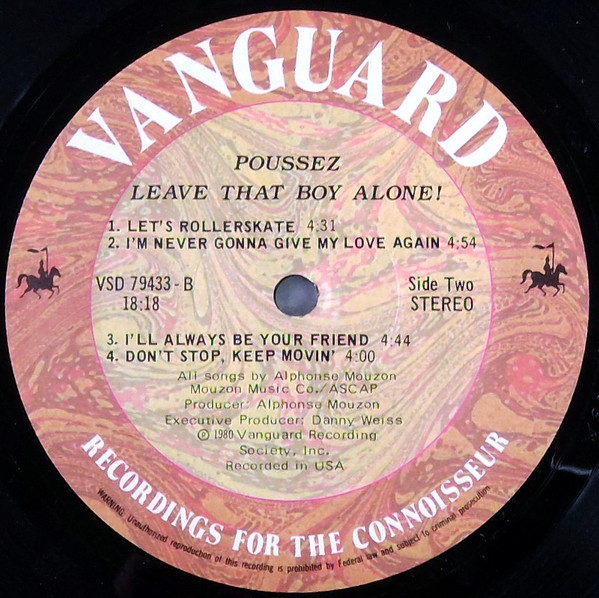 VANGUARD
POUSSEZ
LEAVE THAT BOY ALONE!
1. LET'S ROLLERSKATE 4:31
2. I'M NEVER GONNA GIVE MY LOVE AGAIN 4:54
VSD 79433-B
18:18
Side Two
STEREO
3. I'LL ALWAYS BE YOUR FRIEND 4:44
4. DON'T STOP, KEEP MOVIN' 4:00
All songs by Alphonse Mouzon
Mouzon Music Co./ASCAP
Producer: Alphonse Mouzon
Executive Producer: Danny Weiss
© 1980 Vanguard Recording
Society, Inc.
Recorded in USA
RECORDINGS FOR THE CONNOISSEUR
WARNING: Unauthorized reproduction of this recording is prohibited by Federal law and subject to criminal prosecution.